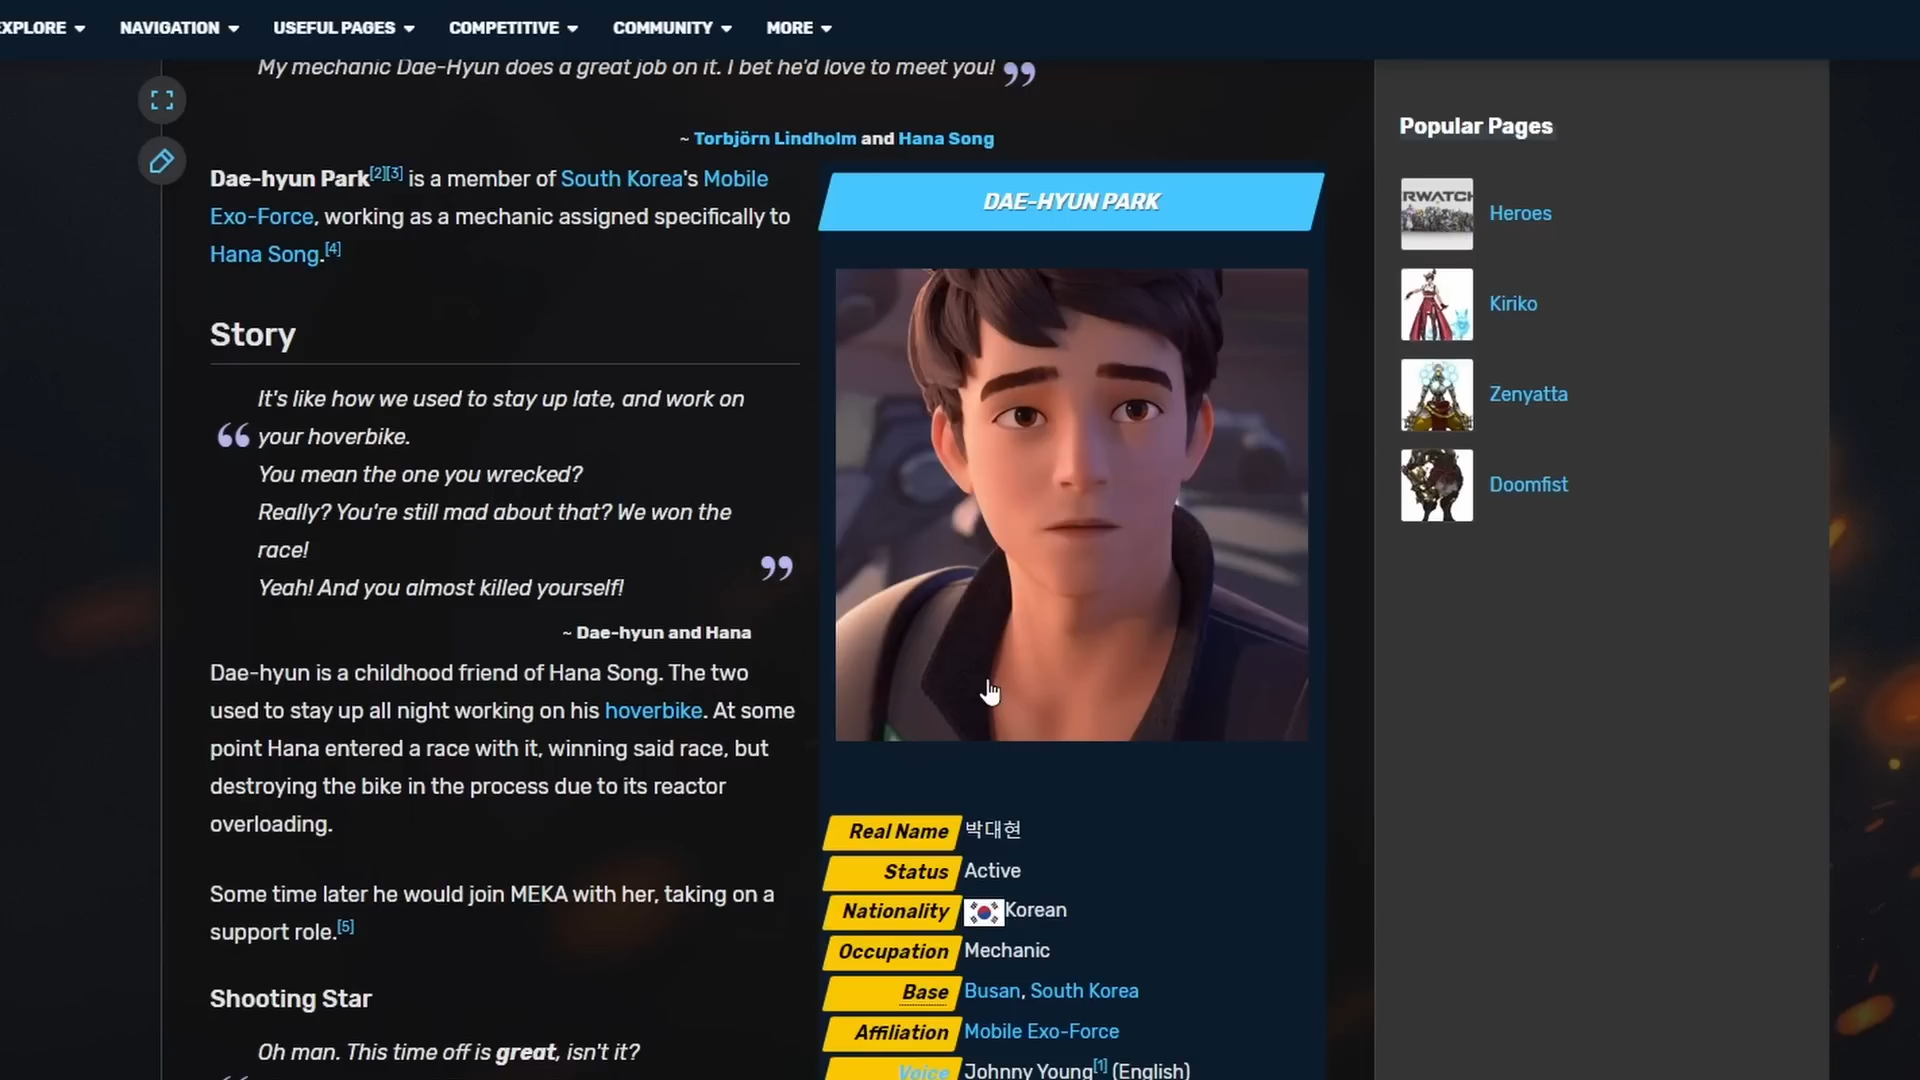 EXPLORE
NAVIGATION
USEFUL PAGES
COMPETITIVE
COMMUNITY
MORE
My mechanic Dae-Hyun does a great job on it. I bet he'd love to meet you! ”
~ Torbjörn Lindholm and Hana Song
Dae-hyun Park[2][3] is a member of South Korea's Mobile
Exo-Force, working as a mechanic assigned specifically to
Hana Song.[4]
Story
It's like how we used to stay up late, and work on
“ your hoverbike.
You mean the one you wrecked?
Really? You're still mad about that? We won the
race!
Yeah! And you almost killed yourself! ”
~ Dae-hyun and Hana
Dae-hyun is a childhood friend of Hana Song. The two
used to stay up all night working on his hoverbike. At some
point Hana entered a race with it, winning said race, but
destroying the bike in the process due to its reactor
overloading.
Some time later he would join MEKA with her, taking on a
support role.[5]
Shooting Star
Oh man. This time off is great, isn't it?
DAE-HYUN PARK
Real Name 박대현
Status Active
Nationality Korean
Occupation Mechanic
Base Busan, South Korea
Affiliation Mobile Exo-Force
Voice Johnny Young[1] (English)
Popular Pages
RWATCH
Heroes
Kiriko
Zenyatta
Doomfist